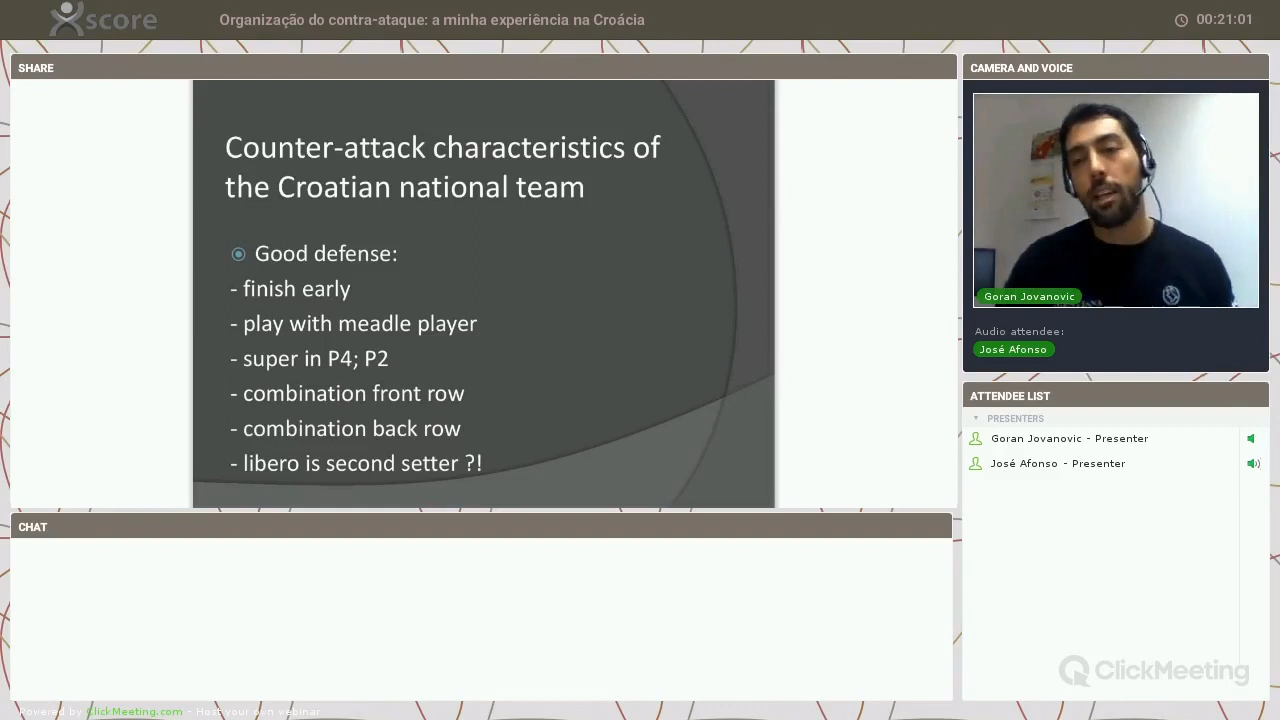 score
Organização do contra-ataque: a minha experiência na Croácia
00:21:01
SHARE
Counter-attack characteristics of
the Croatian national team
Good defense:
- finish early
- play with meadle player
- super in P4; P2
- combination front row
- combination back row
- libero is second setter ?!
CAMERA AND VOICE
Goran Jovanovic
Audio attendee:
José Afonso
ATTENDEE LIST
PRESENTERS
Goran Jovanovic - Presenter
José Afonso - Presenter
CHAT
ClickMeeting
Powered by ClickMeeting.com - Host your own webinar